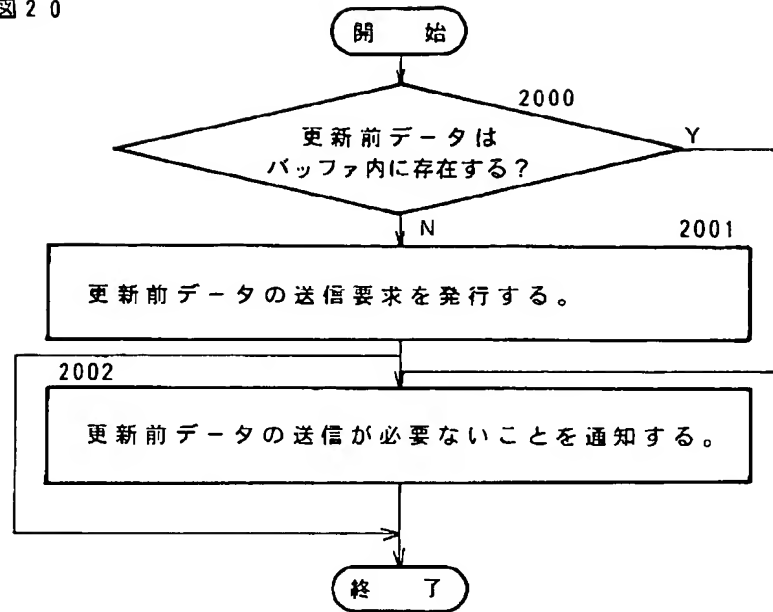 図20
開 始
2000
更新前データは
バッファ内に存在する?
Y
N
2001
更新前データの送信要求を発行する。
2002
更新前データの送信が必要ないことを通知する。
終 了